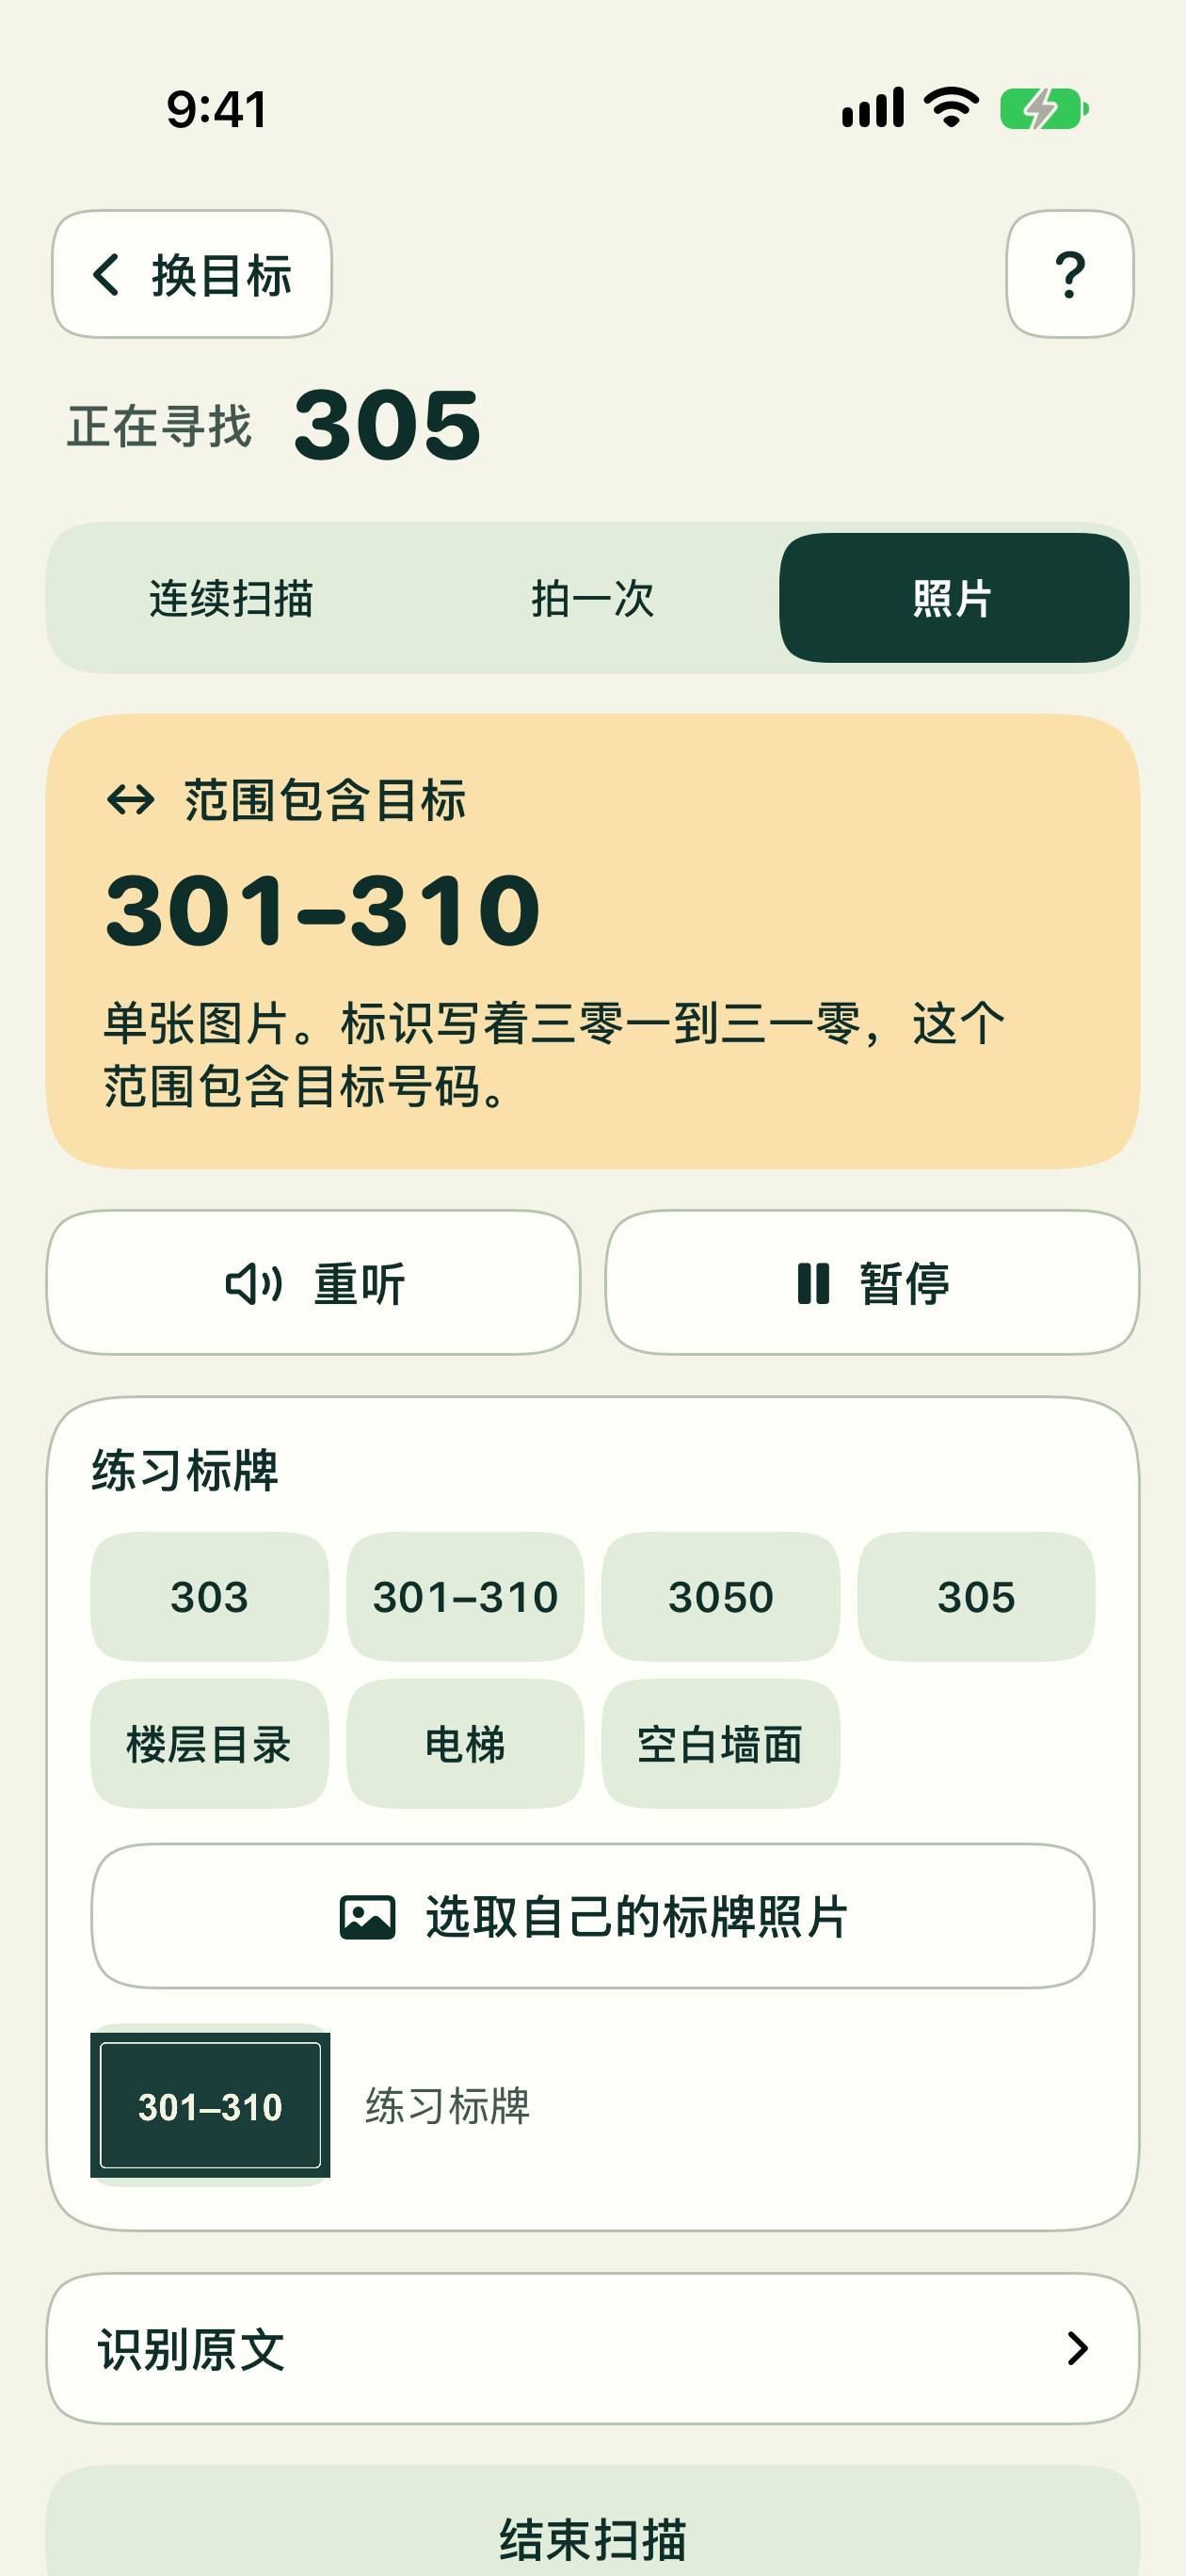 9:41
换目标
?
正在寻找 305
连续扫描 拍一次 照片
范围包含目标
301–310
单张图片。标识写着三零一到三一零，这个
范围包含目标号码。
重听 暂停
练习标牌
303 301–310 3050 305
楼层目录 电梯 空白墙面
选取自己的标牌照片
301–310 练习标牌
识别原文
结束扫描